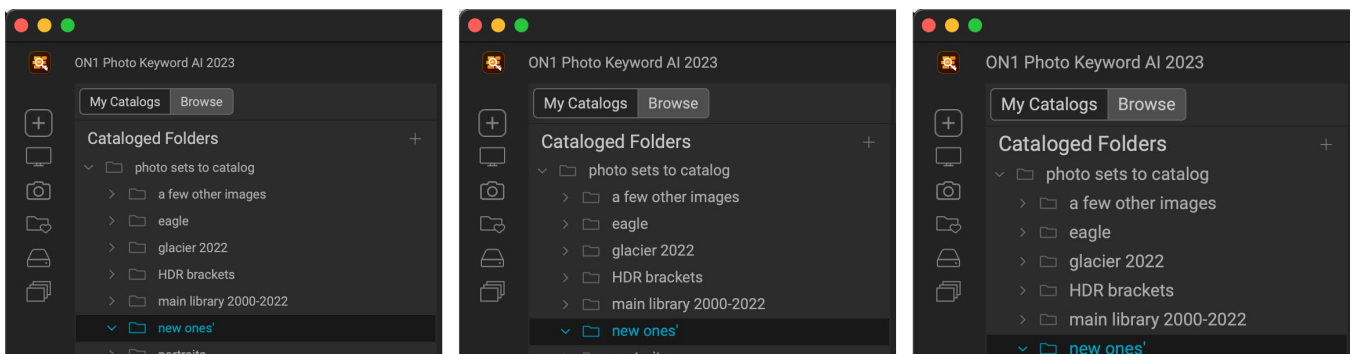 ON1 Photo Keyword AI 2023
My Catalogs Browse
Cataloged Folders
photo sets to catalog
a few other images
eagle
glacier 2022
HDR brackets
main library 2000-2022
new ones'
ON1 Photo Keyword AI 2023
My Catalogs Browse
Cataloged Folders
photo sets to catalog
a few other images
eagle
glacier 2022
HDR brackets
main library 2000-2022
new ones'
ON1 Photo Keyword AI 2023
My Catalogs Browse
Cataloged Folders
photo sets to catalog
a few other images
eagle
glacier 2022
HDR brackets
main library 2000-2022
new ones'